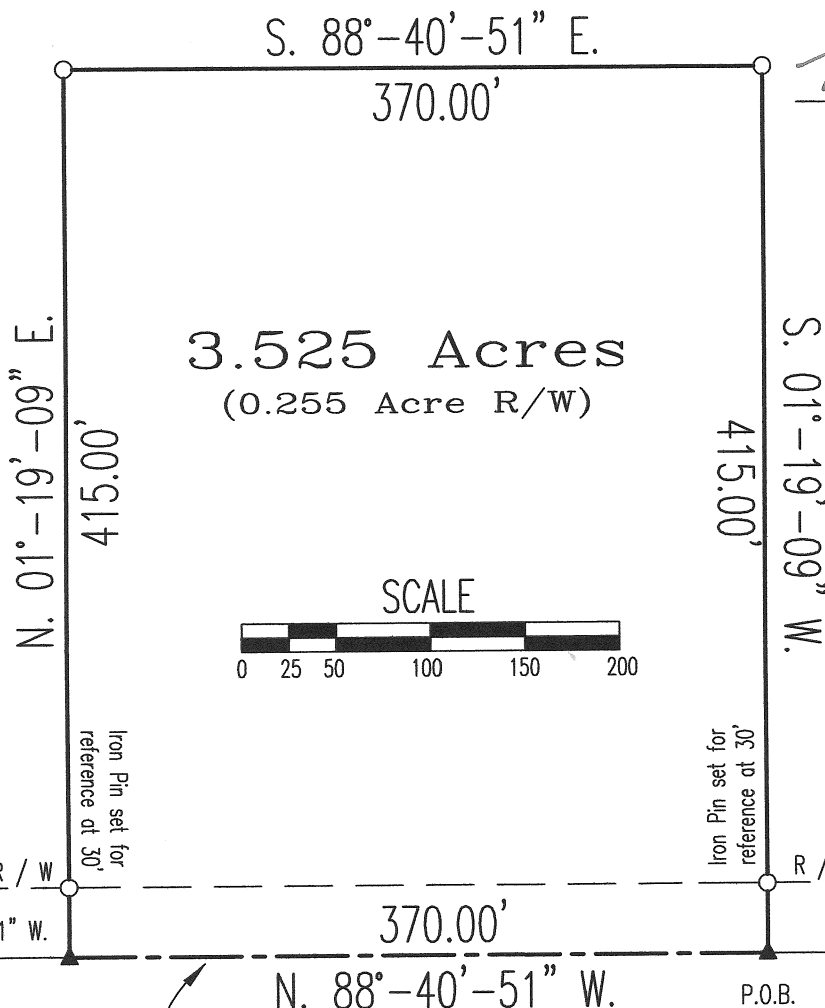 S. 88°-40'-51" E.
370.00'
N. 01°-19'-09" E.
415.00'
3.525 Acres
(0.255 Acre R/W)
415.00'
S. 01°-19'-09" W.
SCALE
0 25 50 100 150 200
Iron Pin set for
reference at 30'
Iron Pin set for
reference at 30'
R / W
R /
1" W.
370.00'
N. 88°-40'-51" W.
P.O.B.